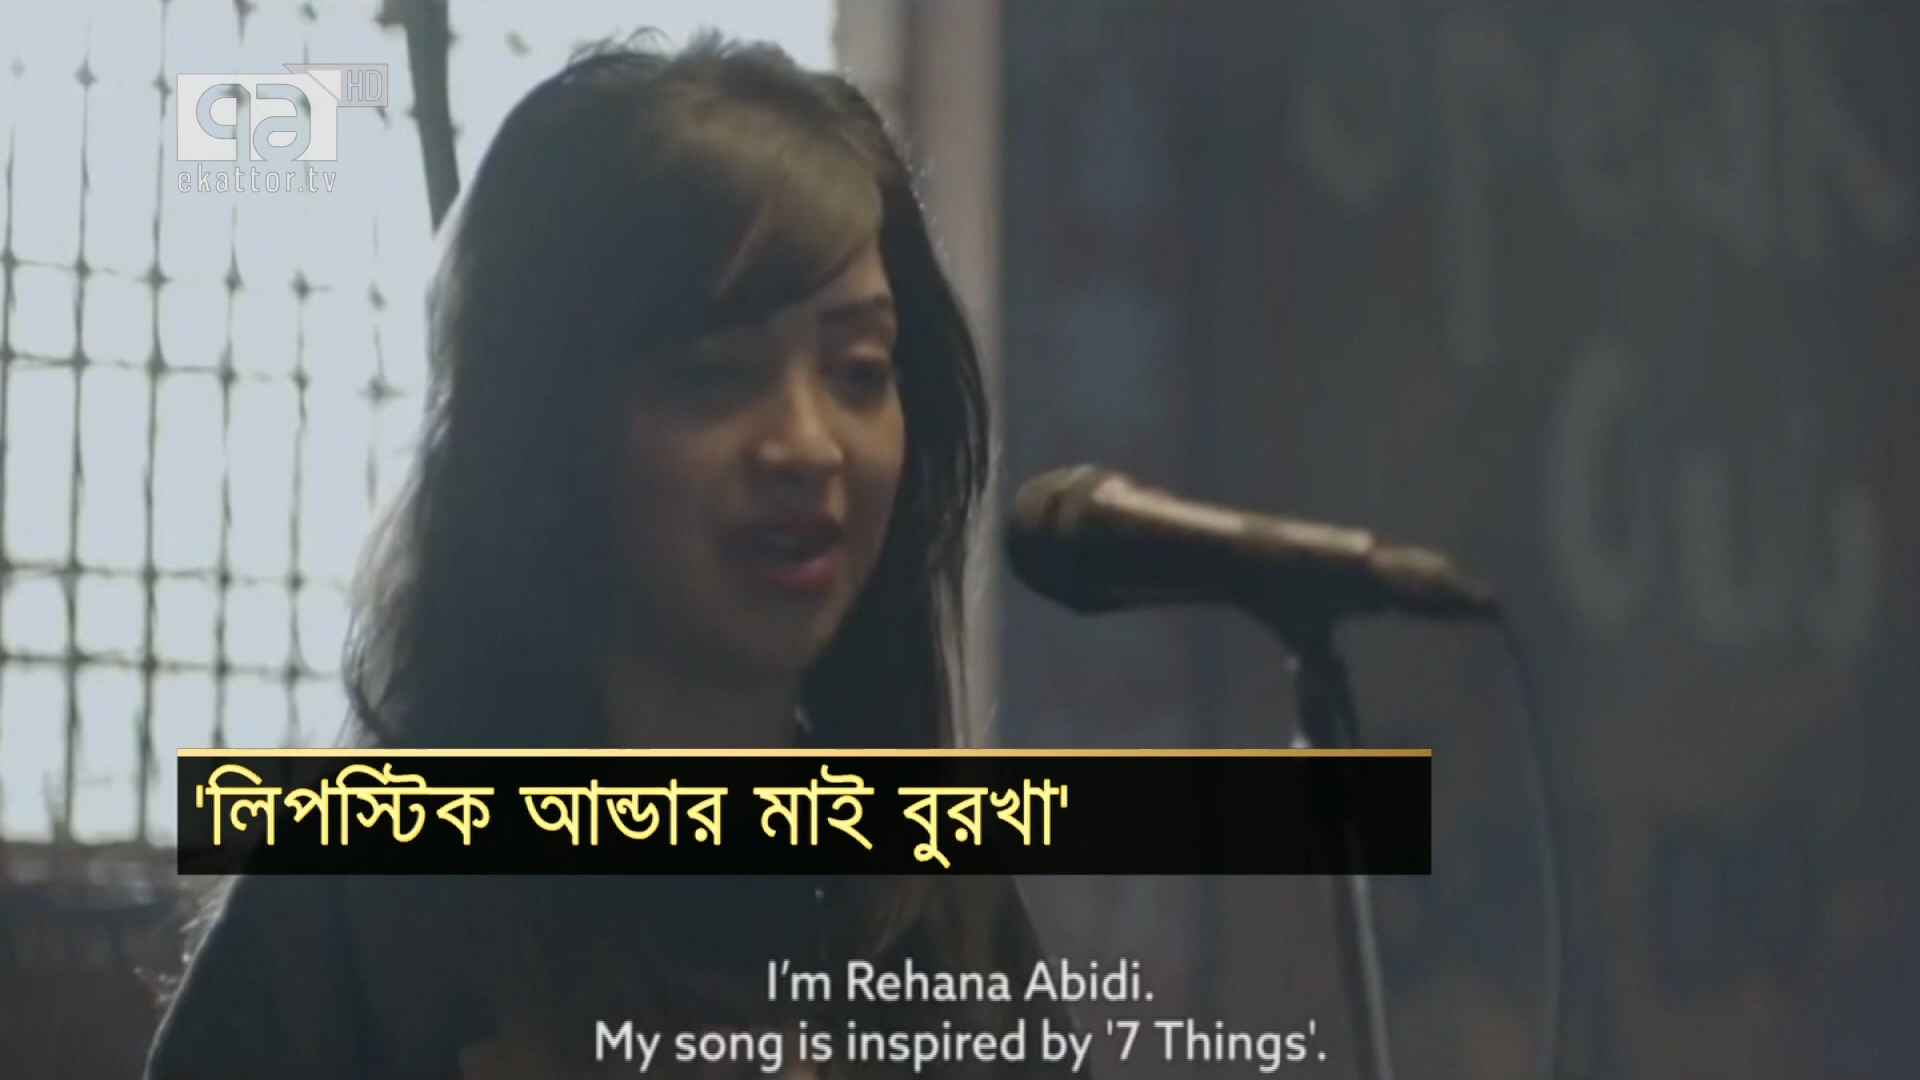 HD
ekattor.tv
'লিপস্টিক আন্ডার মাই বুরখা'
I'm Rehana Abidi.
My song is inspired by '7 Things'.